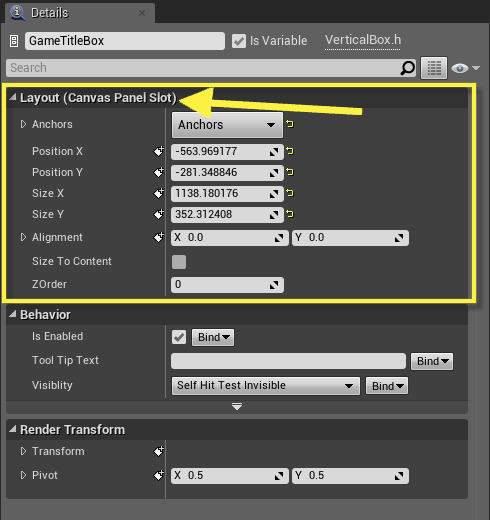 Details
GameTitleBox Is Variable VerticalBox.h
Search
Layout (Canvas Panel Slot)
Anchors Anchors
Position X -563.969177
Position Y -281.348846
Size X 1138.180176
Size Y 352.312408
Alignment X 0.0 Y 0.0
Size To Content
ZOrder 0
Behavior
Is Enabled Bind
Tool Tip Text Bind
Visiblity Self Hit Test Invisible Bind
Render Transform
Transform
Pivot X 0.5 Y 0.5